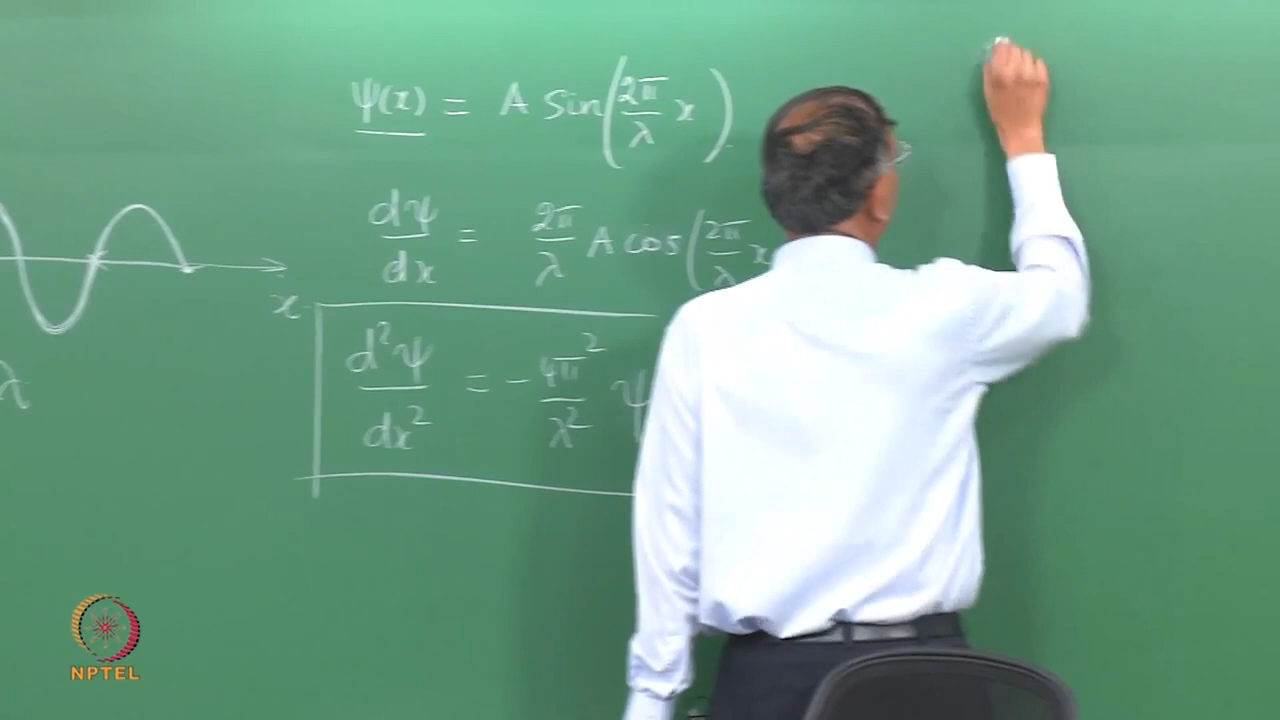 ψ(x) = A sin(2π/λ x)
dψ/dx = 2π/λ A cos(2π/λ x
x
d²ψ/dx² = - 4π²/λ² ψ
λ
NPTEL